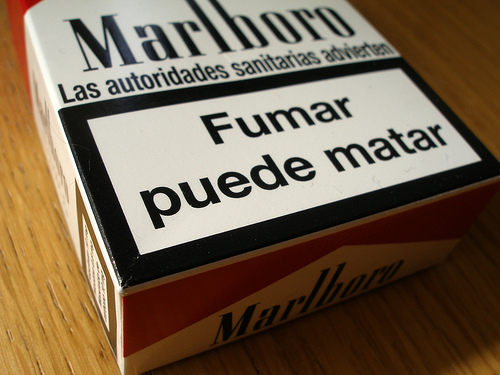 Marlboro
Las autoridades sanitarias advierten
Fumar
puede matar
Marlboro